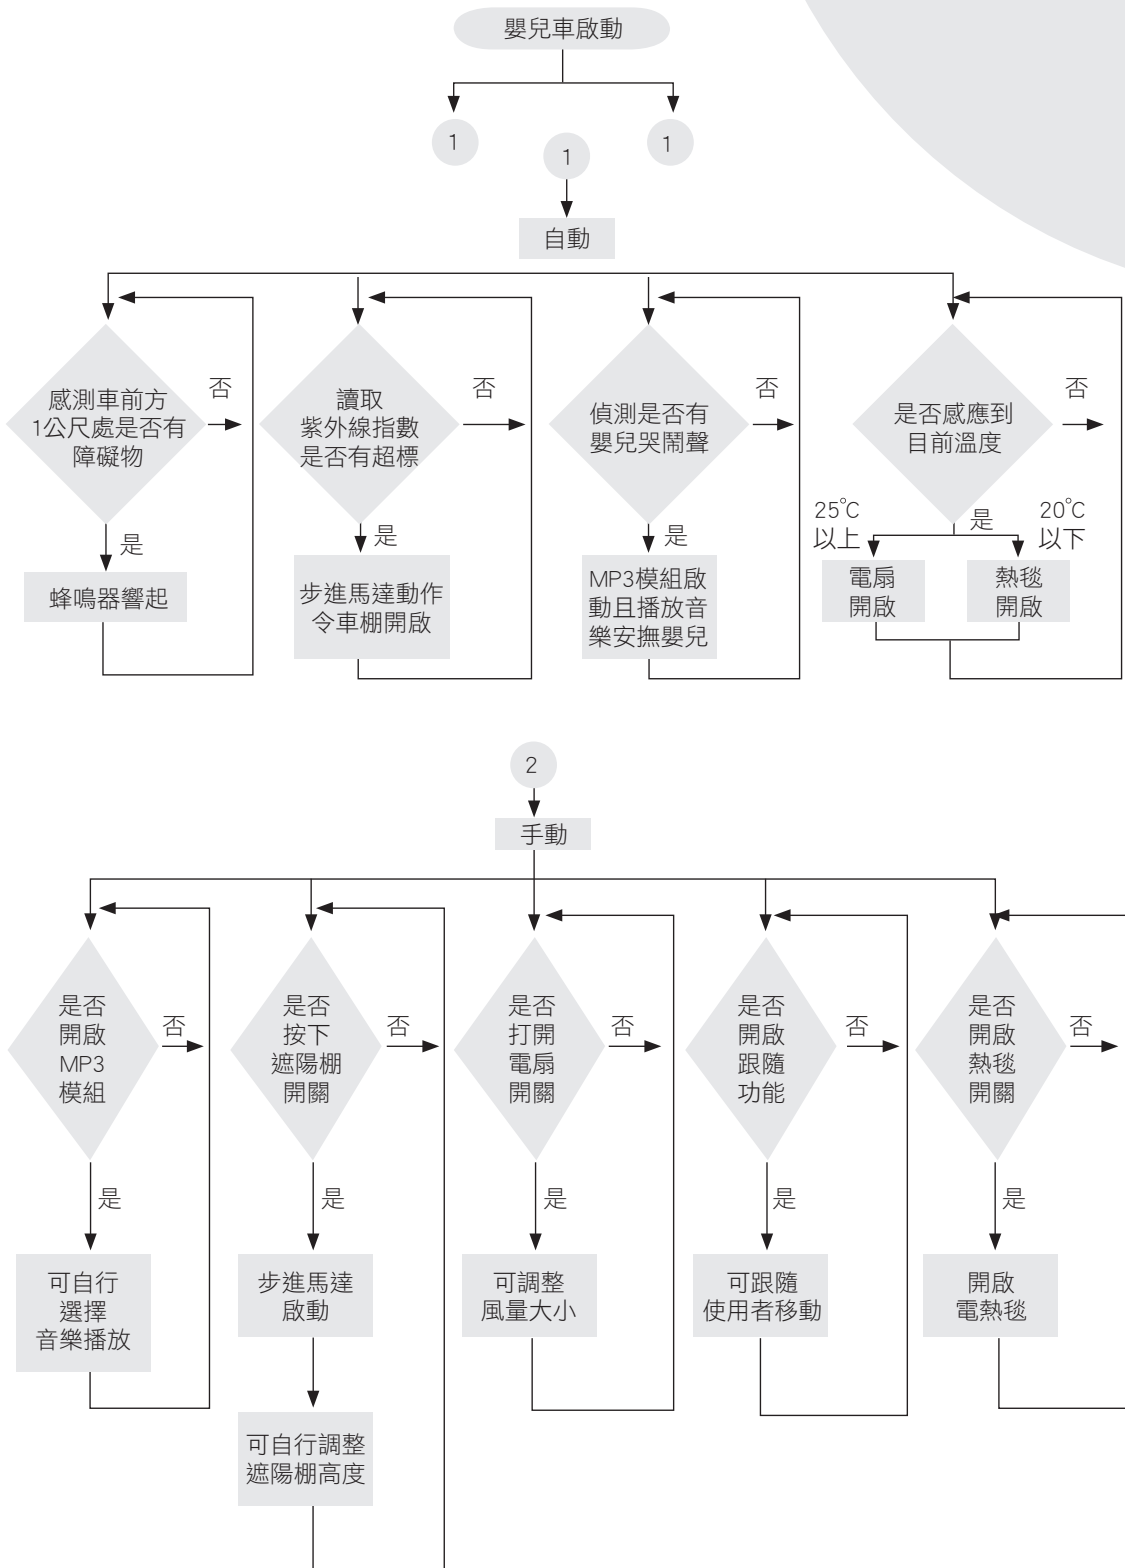 嬰兒車啟動
1
1
1
自動
感測車前方
1公尺處是否有
障礙物
否
是
蜂鳴器響起
讀取
紫外線指數
是否有超標
否
是
步進馬達動作
令車棚開啟
偵測是否有
嬰兒哭鬧聲
否
是
MP3模組啟
動且播放音
樂安撫嬰兒
是否感應到
目前溫度
否
是
25°C
以上
20°C
以下
電扇
開啟
熱毯
開啟
2
手動
是否
開啟
MP3
模組
否
是
可自行
選擇
音樂播放
是否
按下
遮陽棚
開關
否
是
步進馬達
啟動
可自行調整
遮陽棚高度
是否
打開
電扇
開關
否
是
可調整
風量大小
是否
開啟
跟隨
功能
否
是
可跟隨
使用者移動
是否
開啟
熱毯
開關
否
是
開啟
電熱毯